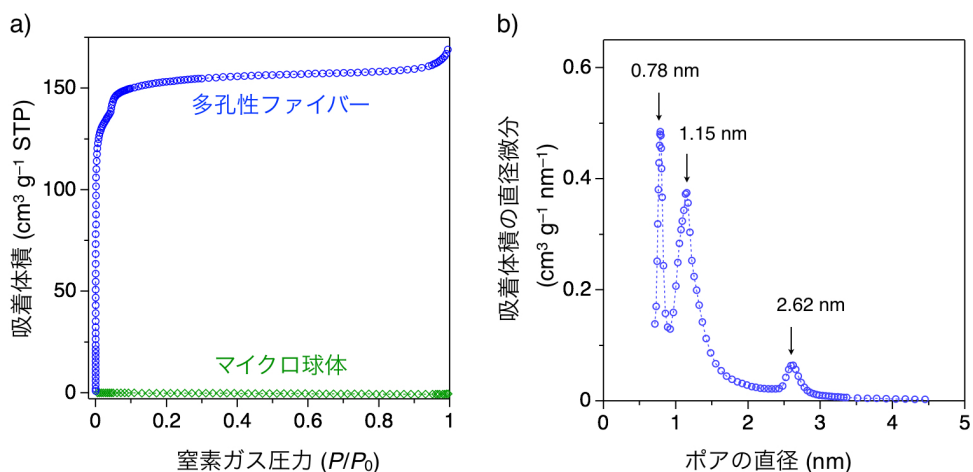 a)
吸着体積 (cm³ g⁻¹ STP)
150
100
50
0
多孔性ファイバー
マイクロ球体
0.0
0.2
0.4
0.6
0.8
1
窒素ガス圧力 (P/P₀)
b)
吸着体積の直径微分
(cm³ g⁻¹ nm⁻¹)
0.6
0.4
0.2
0
0.78 nm
1.15 nm
2.62 nm
0
1
2
3
4
5
ポアの直径 (nm)